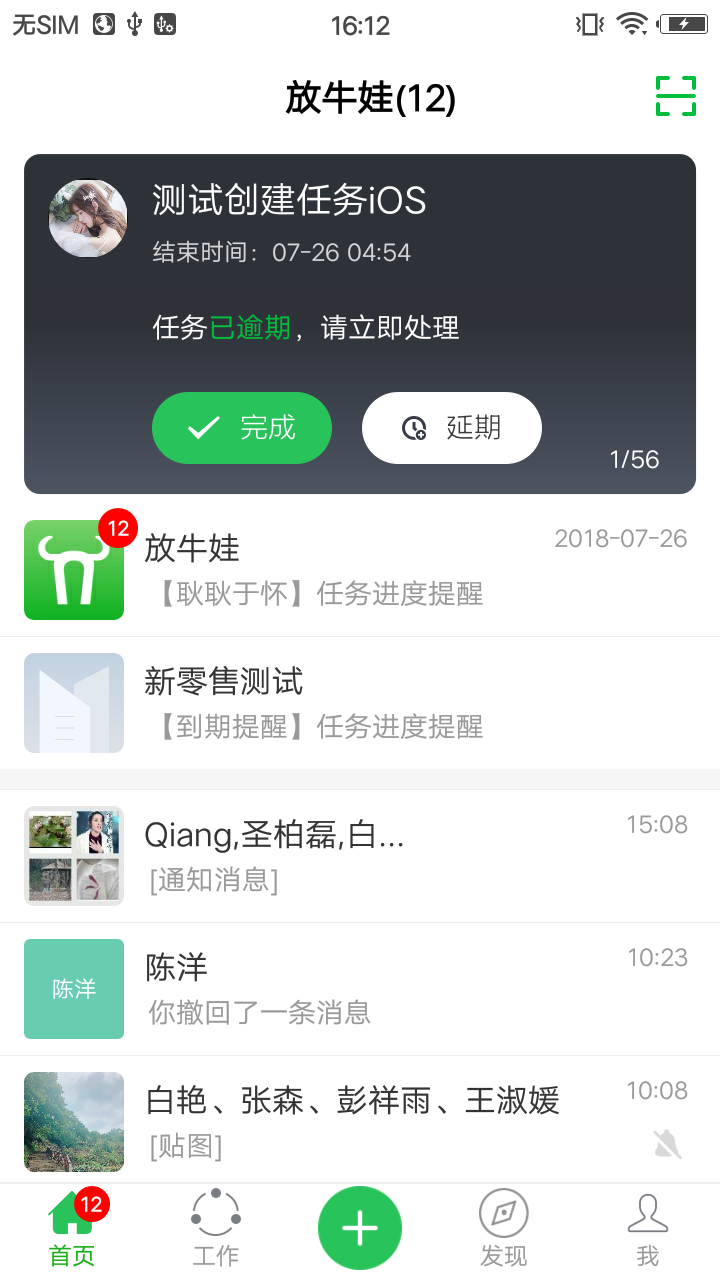 无SIM 16:12
放牛娃(12)
测试创建任务iOS
结束时间：07-26 04:54
任务已逾期，请立即处理
完成 延期
1/56
12
放牛娃 2018-07-26
【耿耿于怀】任务进度提醒
新零售测试
【到期提醒】任务进度提醒
Qiang,圣柏磊,白... 15:08
[通知消息]
陈洋
陈洋 10:23
你撤回了一条消息
白艳、张森、彭祥雨、王淑媛 10:08
[贴图]
12
首页 工作 发现 我